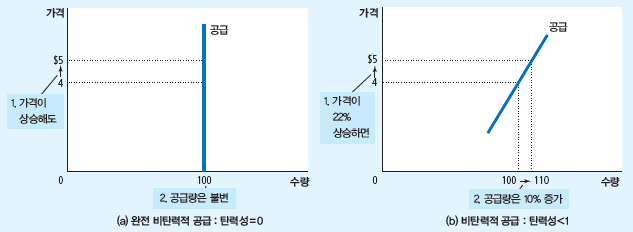 가격
공급
$5
4
1. 가격이
상승해도
0
100
수량
2. 공급량은 불변
(a) 완전 비탄력적 공급 : 탄력성=0
가격
공급
$5
4
1. 가격이
22%
상승하면
0
100 → 110
수량
2. 공급량은 10% 증가
(b) 비탄력적 공급 : 탄력성<1